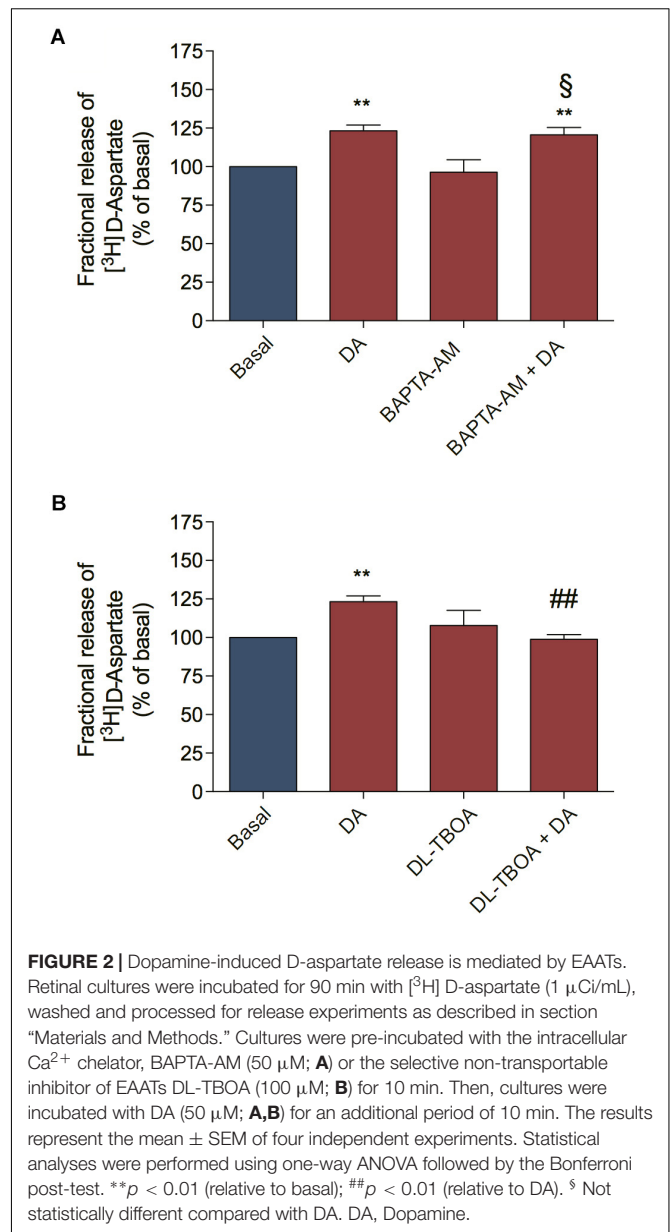 A
Fractional release of
[³H]D-Aspartate
(% of basal)
175
150
125
100
75
50
25
0
**
§
**
Basal
DA
BAPTA-AM
BAPTA-AM + DA
B
Fractional release of
[³H]D-Aspartate
(% of basal)
175
150
125
100
75
50
25
0
**
##
Basal
DA
DL-TBOA
DL-TBOA + DA
FIGURE 2 | Dopamine-induced D-aspartate release is mediated by EAATs.
Retinal cultures were incubated for 90 min with [³H] D-aspartate (1 μCi/mL),
washed and processed for release experiments as described in section
“Materials and Methods.” Cultures were pre-incubated with the intracellular
Ca²⁺ chelator, BAPTA-AM (50 μM; A) or the selective non-transportable
inhibitor of EAATs DL-TBOA (100 μM; B) for 10 min. Then, cultures were
incubated with DA (50 μM; A,B) for an additional period of 10 min. The results
represent the mean ± SEM of four independent experiments. Statistical
analyses were performed using one-way ANOVA followed by the Bonferroni
post-test. **p < 0.01 (relative to basal); ##p < 0.01 (relative to DA). § Not
statistically different compared with DA. DA, Dopamine.